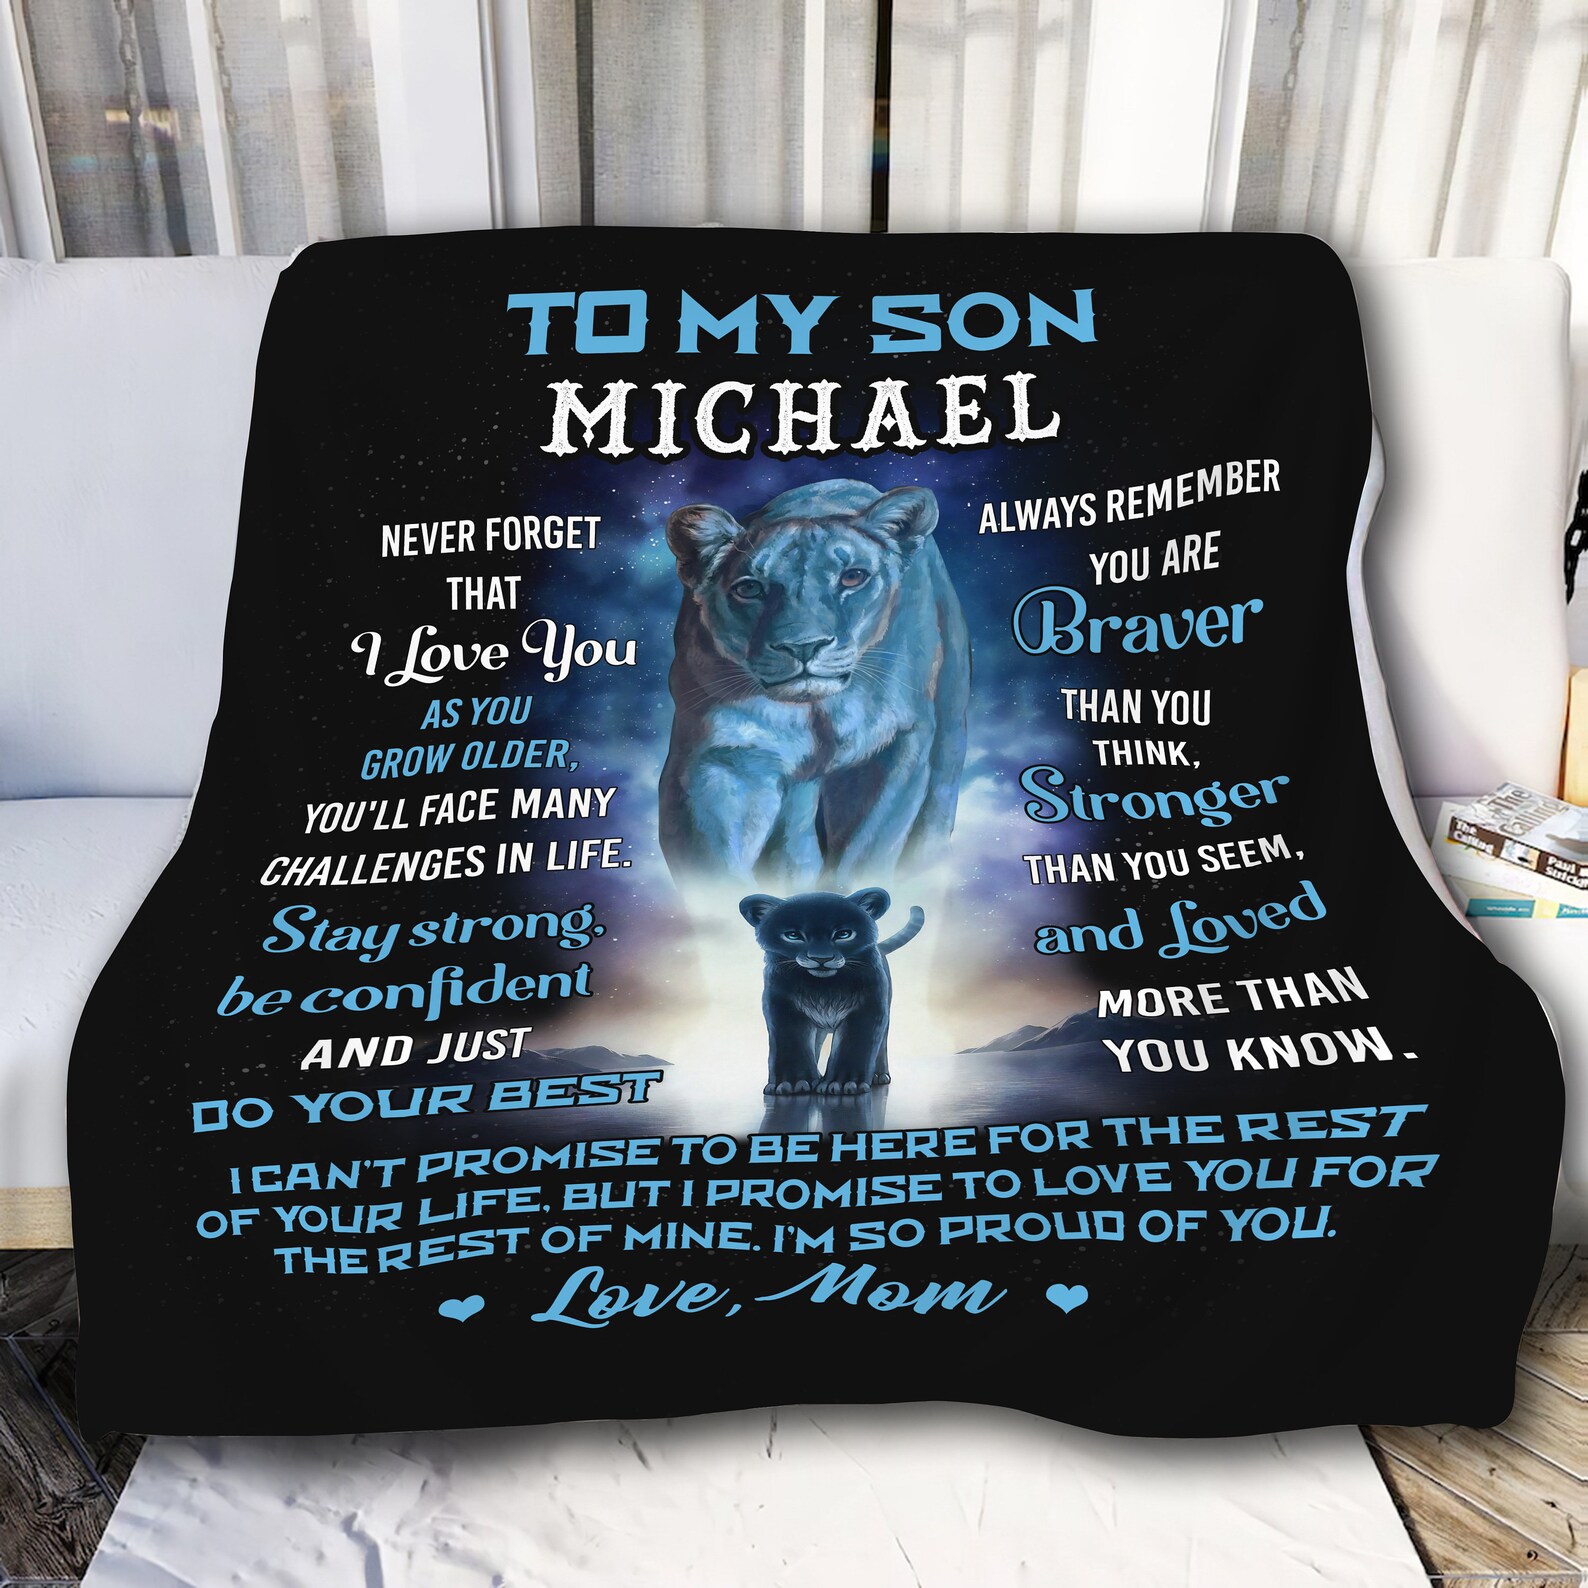 TO MY SON
MICHAEL
NEVER FORGET
THAT
I Love You
AS YOU
GROW OLDER,
YOU'LL FACE MANY
CHALLENGES IN LIFE.
Stay strong,
be confident
AND JUST
DO YOUR BEST
ALWAYS REMEMBER
YOU ARE
Braver
THAN YOU
THINK,
Stronger
THAN YOU SEEM,
and Loved
MORE THAN
YOU KNOW.
I CAN'T PROMISE TO BE HERE FOR THE REST
OF YOUR LIFE, BUT I PROMISE TO LOVE YOU FOR
THE REST OF MINE. I'M SO PROUD OF YOU.
Love, Mom